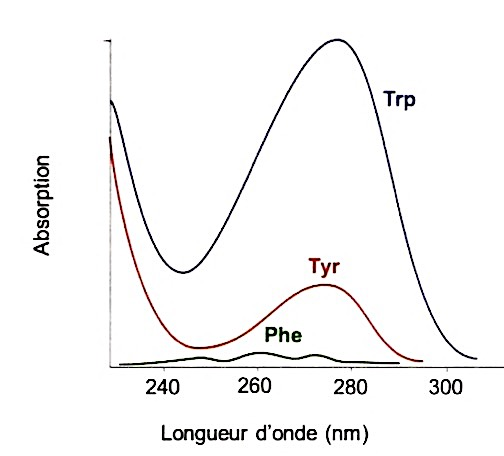 Trp
Absorption
Tyr
Phe
240 260 280 300
Longueur d'onde (nm)